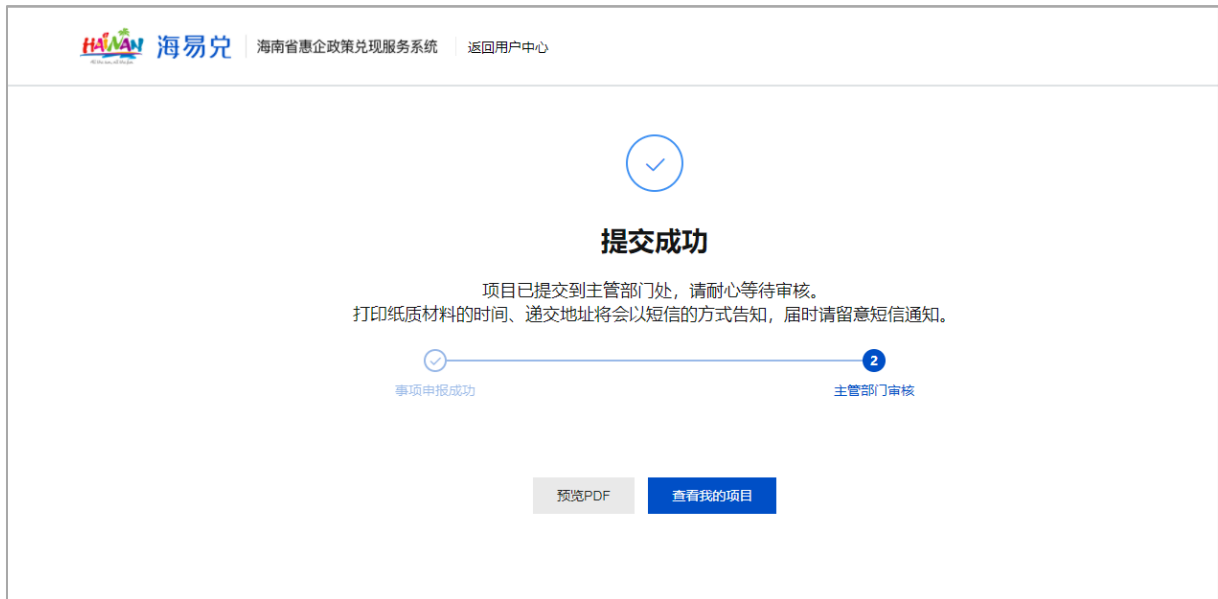 HAiNAN 海易兑 海南省惠企政策兑现服务系统 返回用户中心
提交成功
项目已提交到主管部门处，请耐心等待审核。
打印纸质材料的时间、递交地址将会以短信的方式告知，届时请留意短信通知。
2
事项申报成功 主管部门审核
预览PDF 查看我的项目